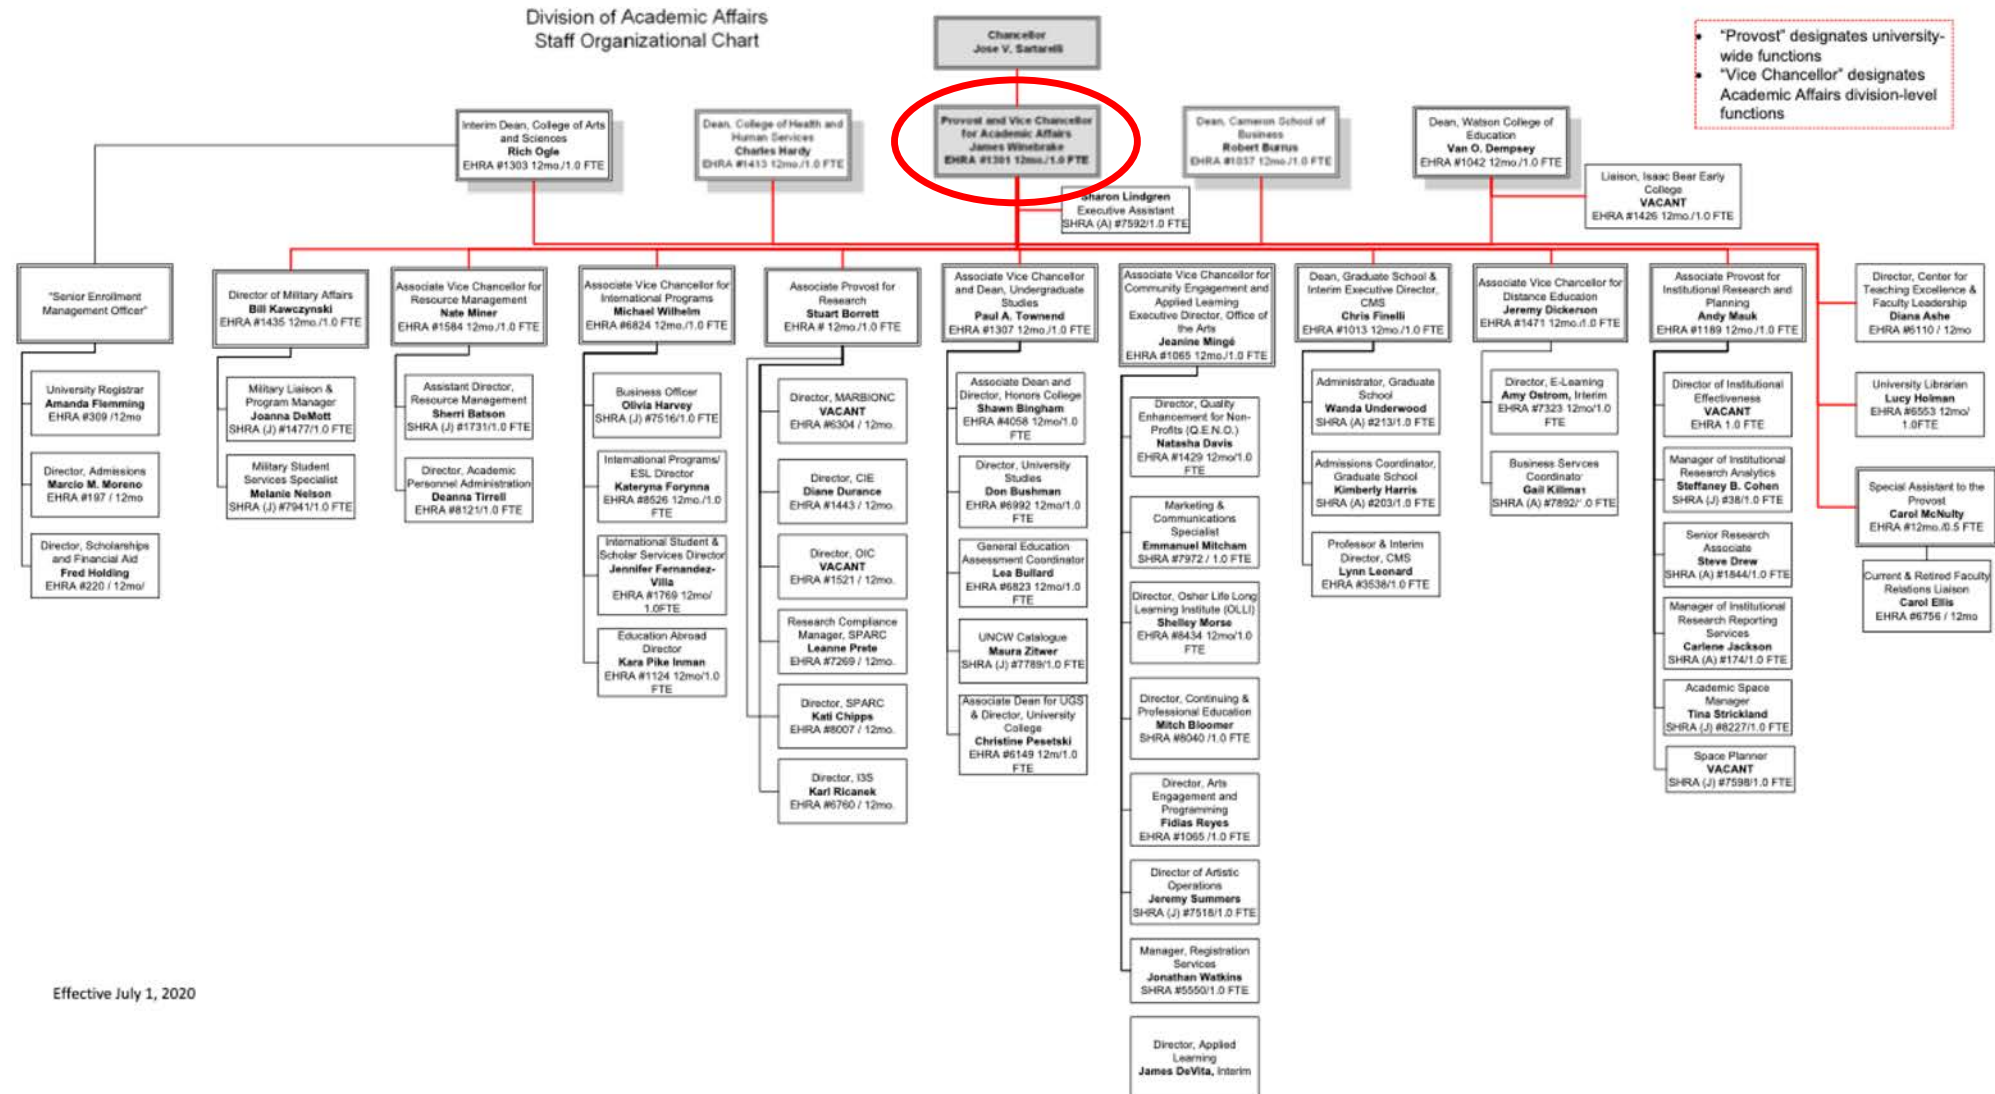 Division of Academic Affairs
Staff Organizational Chart
Chancellor
Jose V. Sartarelli
• "Provost" designates university-
wide functions
• "Vice Chancellor" designates
Academic Affairs division-level
functions
Interim Dean, College of Arts
and Sciences
Rich Ogle
EHRA #1303 12mo./1.0 FTE
Dean, College of Health and
Human Services
Charles Hardy
EHRA #1413 12mo./1.0 FTE
Provost and Vice Chancellor
for Academic Affairs
James Winebrake
EHRA #1301 12mo./1.0 FTE
Dean, Cameron School of
Business
Robert Burrus
EHRA #1037 12mo./1.0 FTE
Dean, Watson College of
Education
Van O. Dempsey
EHRA #1042 12mo./1.0 FTE
Liaison, Isaac Bear Early
College
VACANT
EHRA #1426 12mo./1.0 FTE
Sharon Lindgren
Executive Assistant
SHRA (A) #7592/1.0 FTE
"Senior Enrollment
Management Officer"
University Registrar
Amanda Flemming
EHRA #309 /12mo
Director, Admissions
Marcio M. Moreno
EHRA #197 / 12mo
Director, Scholarships
and Financial Aid
Fred Holding
EHRA #220 / 12mo/
Director of Military Affairs
Bill Kawczynski
EHRA #1435 12mo./1.0 FTE
Military Liaison &
Program Manager
Joanna DeMott
SHRA (J) #1477/1.0 FTE
Military Student
Services Specialist
Melanie Nelson
SHRA (J) #7941/1.0 FTE
Associate Vice Chancellor for
Resource Management
Nate Miner
EHRA #1584 12mo./1.0 FTE
Assistant Director,
Resource Management
Sherri Batson
SHRA (J) #1731/1.0 FTE
Director, Academic
Personnel Administration
Deanna Tirrell
EHRA #8121/1.0 FTE
Associate Vice Chancellor for
International Programs
Michael Wilhelm
EHRA #6824 12mo./1.0 FTE
Business Officer
Olivia Harvey
SHRA (J) #7516/1.0 FTE
International Programs/
ESL Director
Kateryna Forynna
EHRA #8526 12mo./1.0
FTE
International Student &
Scholar Services Director
Jennifer Fernandez-
Villa
EHRA #1769 12mo/
1.0FTE
Education Abroad
Director
Kara Pike Inman
EHRA #1124 12mo/1.0
FTE
Associate Provost for
Research
Stuart Borrett
EHRA # 12mo./1.0 FTE
Director, MARBIONC
VACANT
EHRA #6304 / 12mo.
Director, CIE
Diane Durance
EHRA #1443 / 12mo.
Director, OIC
VACANT
EHRA #1521 / 12mo.
Research Compliance
Manager, SPARC
Leanne Prete
EHRA #7269 / 12mo.
Director, SPARC
Kati Chipps
EHRA #8007 / 12mo.
Director, I3S
Karl Ricanek
EHRA #6760 / 12mo.
Associate Vice Chancellor
and Dean, Undergraduate
Studies
Paul A. Townend
EHRA #1307 12mo./1.0 FTE
Associate Dean and
Director, Honors College
Shawn Bingham
EHRA #4058 12mo/1.0
FTE
Director, University
Studies
Don Bushman
EHRA #6992 12mo/1.0
FTE
General Education
Assessment Coordinator
Lea Bullard
EHRA #6823 12mo/1.0
FTE
UNCW Catalogue
Maura Zitwer
SHRA (J) #7789/1.0 FTE
Associate Dean for UGS
& Director, University
College
Christine Pesetski
EHRA #6149 12m/1.0
FTE
Associate Vice Chancellor for
Community Engagement and
Applied Learning
Executive Director, Office of
the Arts
Jeanine Mingé
EHRA #1065 12mo./1.0 FTE
Director, Quality
Enhancement for Non-
Profits (Q.E.N.O.)
Natasha Davis
EHRA #1429 12mo/1.0
FTE
Marketing &
Communications
Specialist
Emmanuel Mitcham
SHRA #7972 / 1.0 FTE
Director, Osher Life Long
Learning Institute (OLLI)
Shelley Morse
EHRA #8434 12mo/1.0
FTE
Director, Continuing &
Professional Education
Mitch Bloomer
SHRA #8040 /1.0 FTE
Director, Arts
Engagement and
Programming
Fidias Reyes
EHRA #1065 /1.0 FTE
Director of Artistic
Operations
Jeremy Summers
SHRA (J) #7518/1.0 FTE
Manager, Registration
Services
Jonathan Watkins
SHRA #5550/1.0 FTE
Director, Applied
Learning
James DeVita, Interim
Dean, Graduate School &
Interim Executive Director,
CMS
Chris Finelli
EHRA #1013 12mo./1.0 FTE
Administrator, Graduate
School
Wanda Underwood
SHRA (A) #213/1.0 FTE
Admissions Coordinator,
Graduate School
Kimberly Harris
SHRA (A) #203/1.0 FTE
Professor & Interim
Director, CMS
Lynn Leonard
EHRA #3538/1.0 FTE
Associate Vice Chancellor for
Distance Education
Jeremy Dickerson
EHRA #1471 12mo./1.0 FTE
Director, E-Learning
Amy Ostrom, Interim
EHRA #7323 12mo/1.0
FTE
Business Services
Coordinator
Gail Killman
SHRA (A) #7892/1.0 FTE
Associate Provost for
Institutional Research and
Planning
Andy Mauk
EHRA #1189 12mo./1.0 FTE
Director of Institutional
Effectiveness
VACANT
EHRA 1.0 FTE
Manager of Institutional
Research Analytics
Steffaney B. Cohen
SHRA (J) #38/1.0 FTE
Senior Research
Associate
Steve Drew
SHRA (A) #1844/1.0 FTE
Manager of Institutional
Research Reporting
Services
Carlene Jackson
SHRA (A) #174/1.0 FTE
Academic Space
Manager
Tina Strickland
SHRA (J) #8227/1.0 FTE
Space Planner
VACANT
SHRA (J) #7598/1.0 FTE
Director, Center for
Teaching Excellence &
Faculty Leadership
Diana Ashe
EHRA #6110 / 12mo
University Librarian
Lucy Holman
EHRA #6553 12mo/
1.0FTE
Special Assistant to the
Provost
Carol McNulty
EHRA #12mo./0.5 FTE
Current & Retired Faculty
Relations Liaison
Carol Ellis
EHRA #6756 / 12mo
Effective July 1, 2020